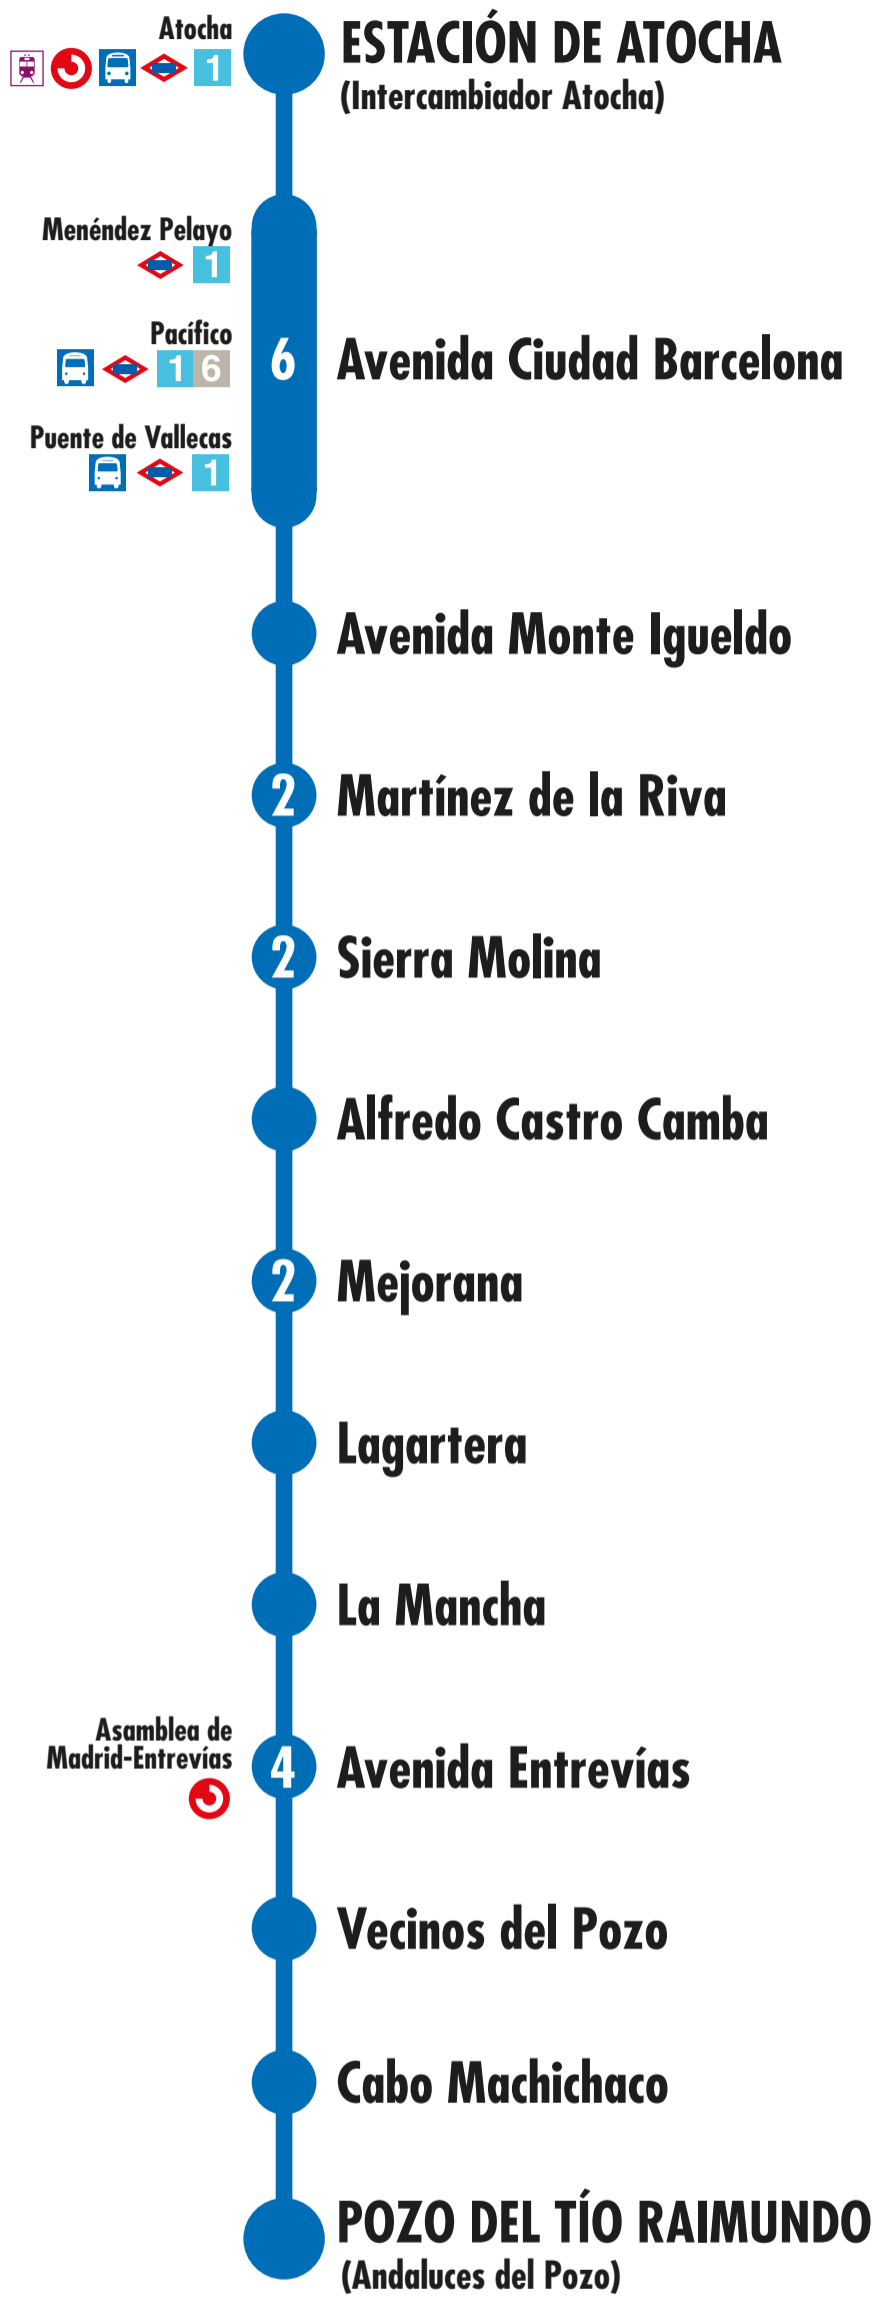 Atocha
1
ESTACIÓN DE ATOCHA
(Intercambiador Atocha)
Menéndez Pelayo
1
Pacífico
1 6
Puente de Vallecas
1
6
Avenida Ciudad Barcelona
Avenida Monte Igueldo
2
Martínez de la Riva
2
Sierra Molina
Alfredo Castro Camba
2
Mejorana
Lagartera
La Mancha
Asamblea de
Madrid-Entrevías
4
Avenida Entrevías
Vecinos del Pozo
Cabo Machichaco
POZO DEL TÍO RAIMUNDO
(Andaluces del Pozo)